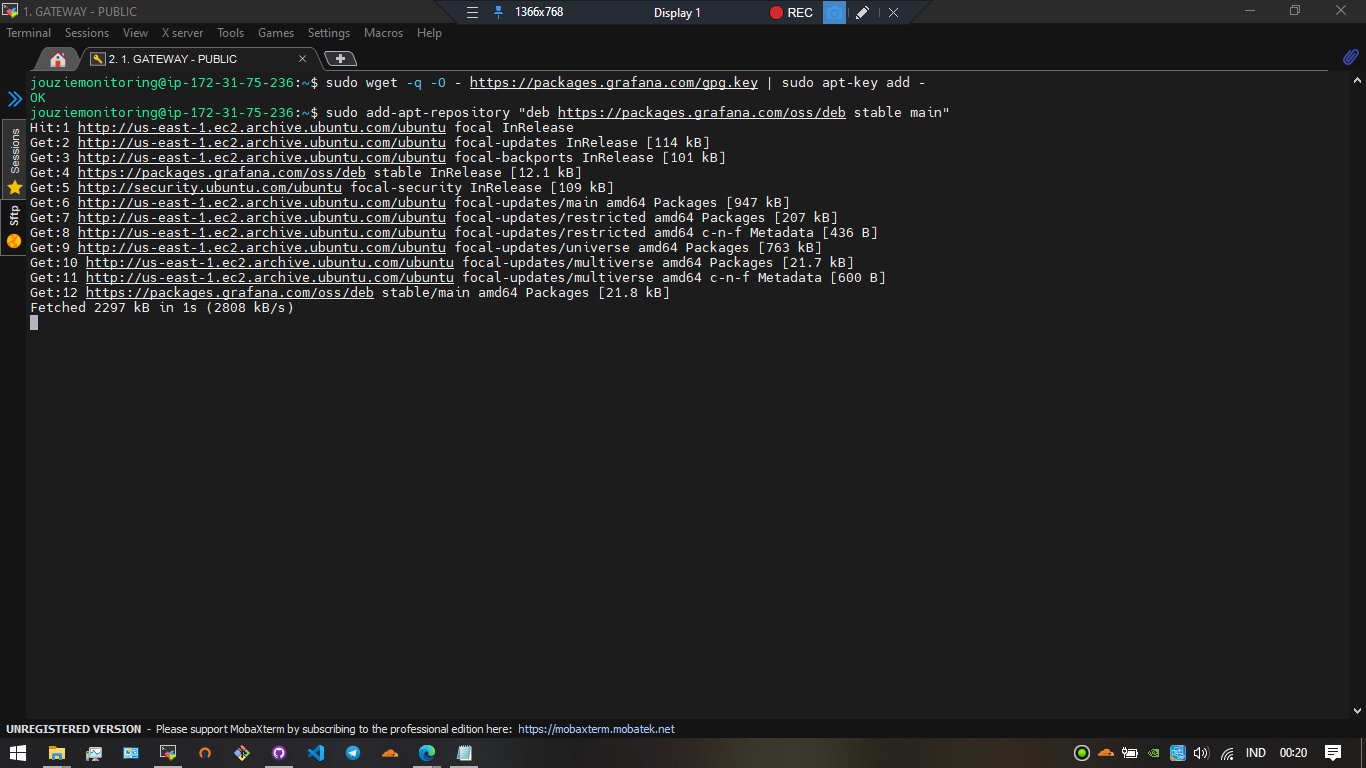 1. GATEWAY - PUBLIC
1366x768
Display 1
REC
Terminal Sessions View X server Tools Games Settings Macros Help
2. 1. GATEWAY - PUBLIC
jouziemonitoring@ip-172-31-75-236:~$ sudo wget -q -O - https://packages.grafana.com/gpg.key | sudo apt-key add -
OK
jouziemonitoring@ip-172-31-75-236:~$ sudo add-apt-repository "deb https://packages.grafana.com/oss/deb stable main"
Hit:1 http://us-east-1.ec2.archive.ubuntu.com/ubuntu focal InRelease
Get:2 http://us-east-1.ec2.archive.ubuntu.com/ubuntu focal-updates InRelease [114 kB]
Get:3 http://us-east-1.ec2.archive.ubuntu.com/ubuntu focal-backports InRelease [101 kB]
Get:4 https://packages.grafana.com/oss/deb stable InRelease [12.1 kB]
Get:5 http://security.ubuntu.com/ubuntu focal-security InRelease [109 kB]
Get:6 http://us-east-1.ec2.archive.ubuntu.com/ubuntu focal-updates/main amd64 Packages [947 kB]
Get:7 http://us-east-1.ec2.archive.ubuntu.com/ubuntu focal-updates/restricted amd64 Packages [207 kB]
Get:8 http://us-east-1.ec2.archive.ubuntu.com/ubuntu focal-updates/restricted amd64 c-n-f Metadata [436 B]
Get:9 http://us-east-1.ec2.archive.ubuntu.com/ubuntu focal-updates/universe amd64 Packages [763 kB]
Get:10 http://us-east-1.ec2.archive.ubuntu.com/ubuntu focal-updates/multiverse amd64 Packages [21.7 kB]
Get:11 http://us-east-1.ec2.archive.ubuntu.com/ubuntu focal-updates/multiverse amd64 c-n-f Metadata [600 B]
Get:12 https://packages.grafana.com/oss/deb stable/main amd64 Packages [21.8 kB]
Fetched 2297 kB in 1s (2808 kB/s)
Sessions
Sftp
UNREGISTERED VERSION - Please support MobaXterm by subscribing to the professional edition here: https://mobaxterm.mobatek.net
IND 00:20